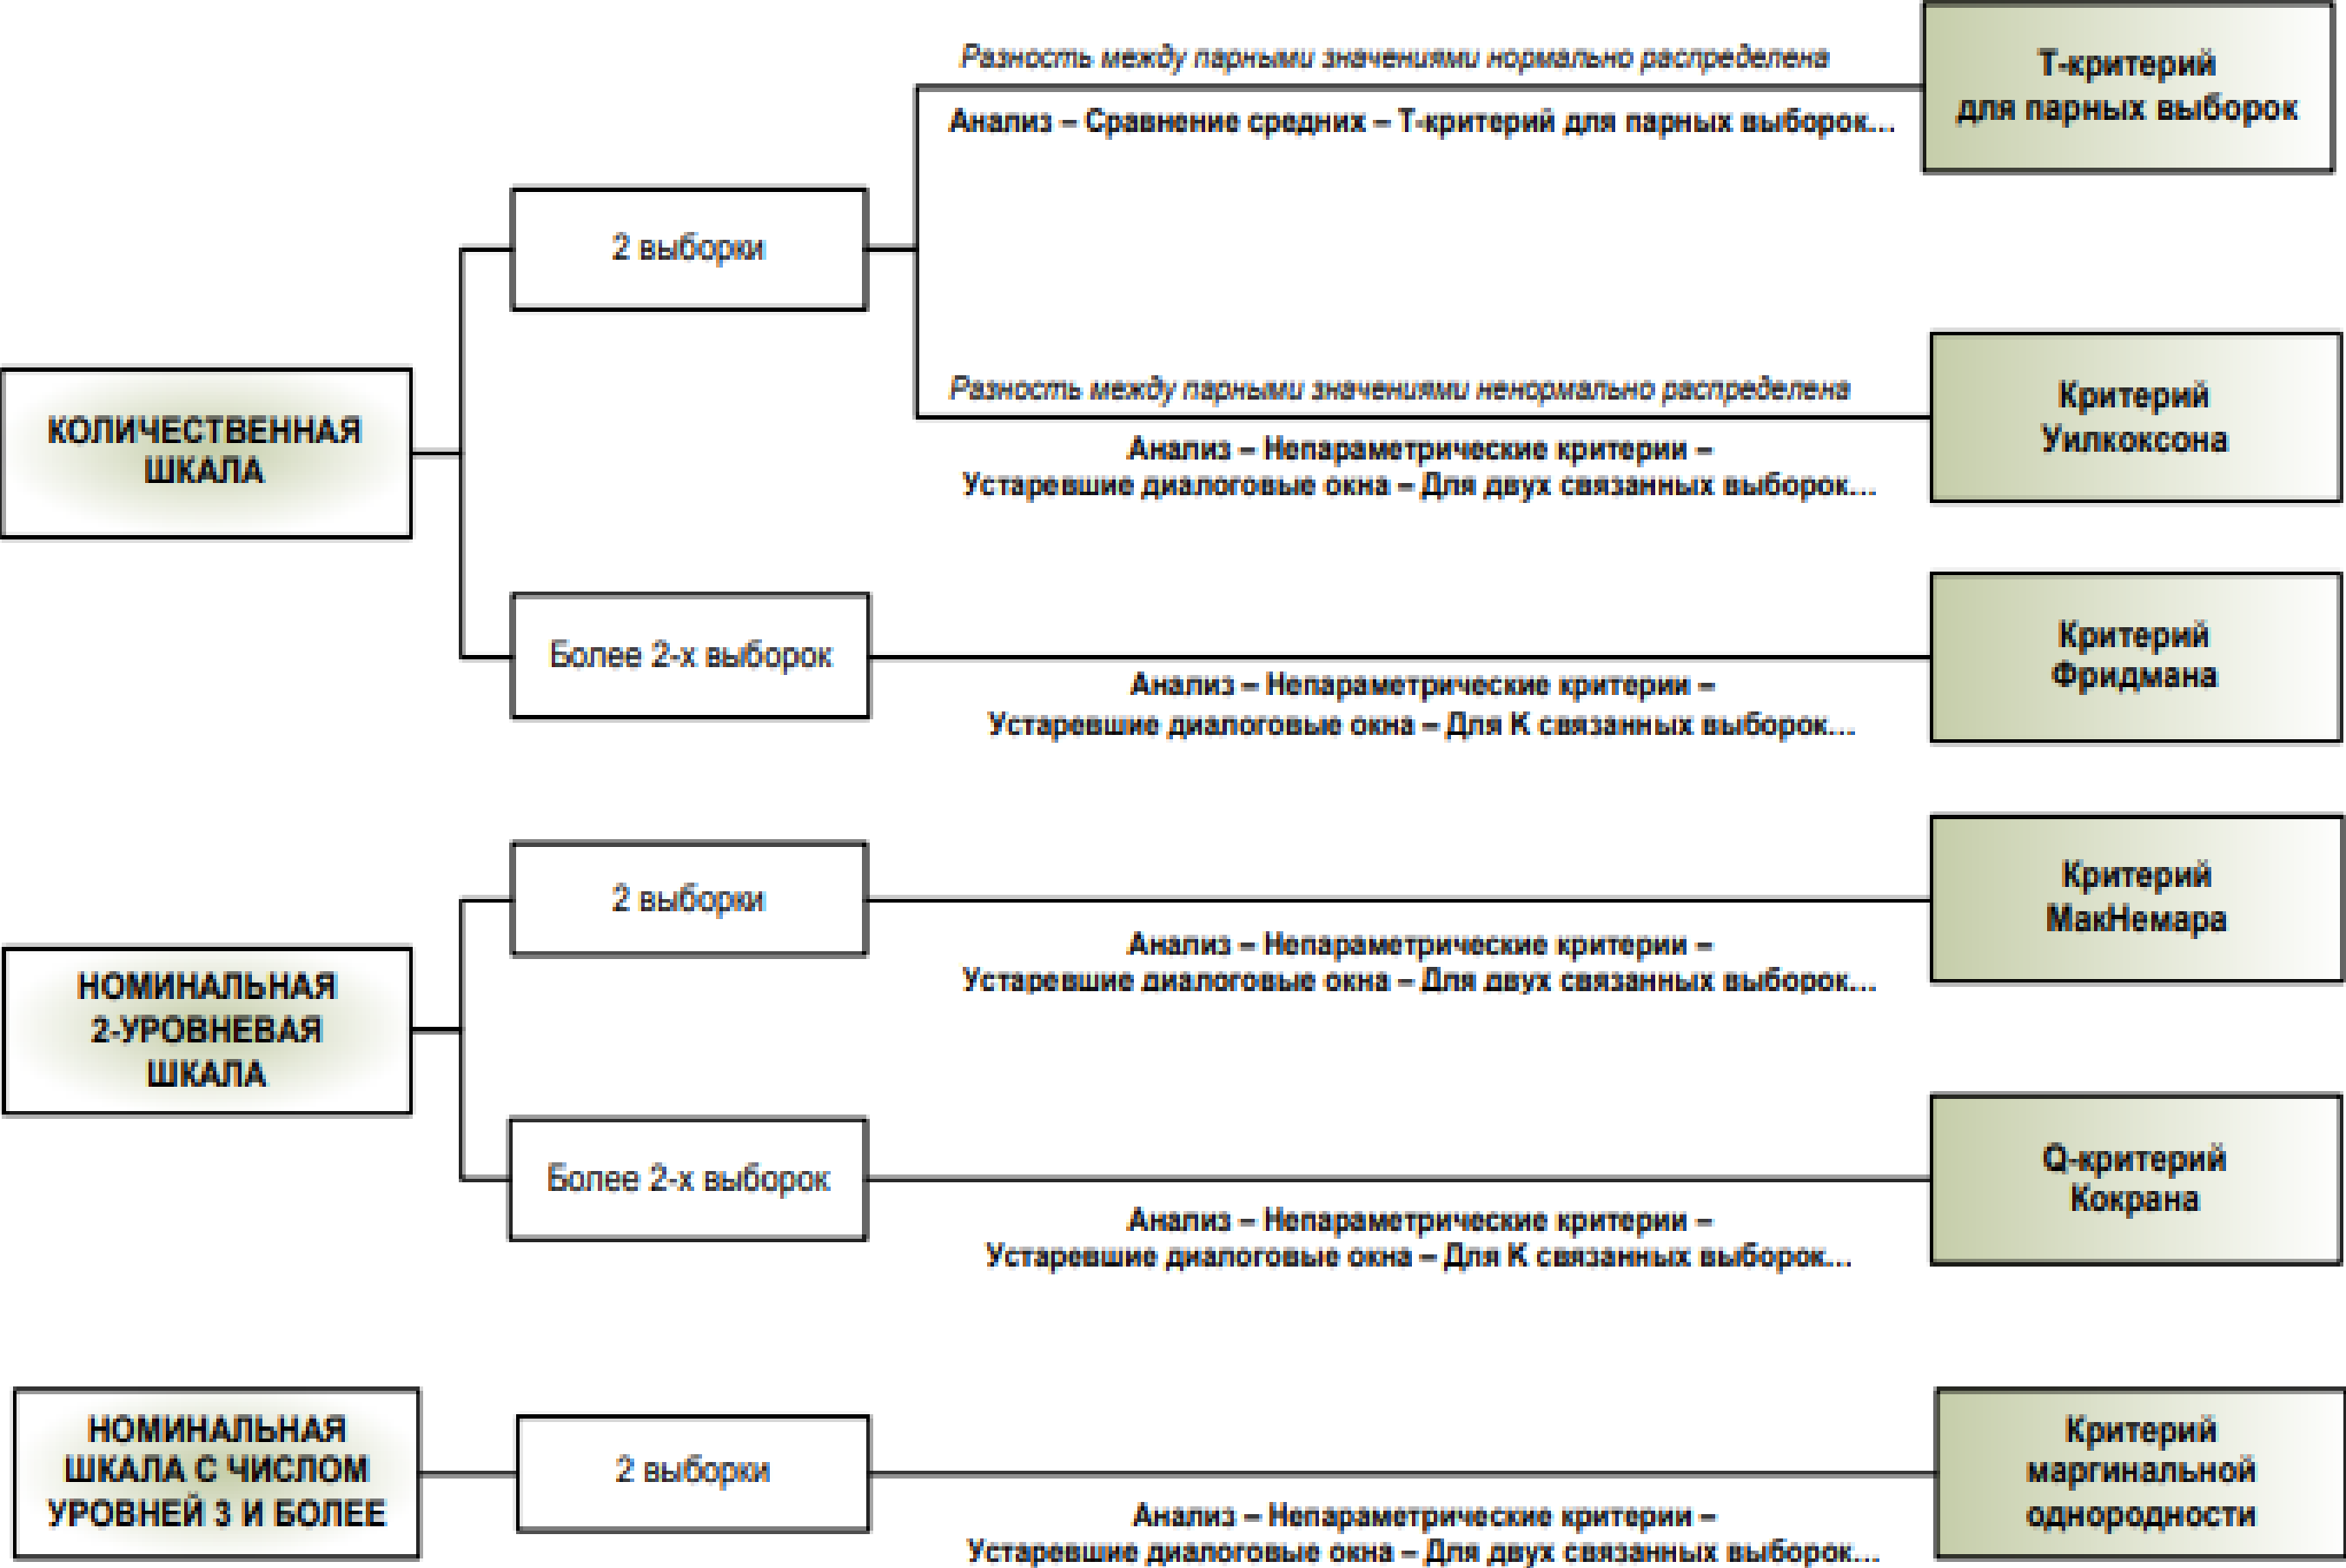 Разность между парными значениями нормально распределена
Анализ – Сравнение средних – Т-критерий для парных выборок...
Т-критерий
для парных выборок
2 выборки
КОЛИЧЕСТВЕННАЯ
ШКАЛА
Разность между парными значениями ненормально распределена
Анализ – Непараметрические критерии –
Устаревшие диалоговые окна – Для двух связанных выборок...
Критерий
Уилкоксона
Более 2-х выборок
Анализ – Непараметрические критерии –
Устаревшие диалоговые окна – Для К связанных выборок...
Критерий
Фридмана
НОМИНАЛЬНАЯ
2-УРОВНЕВАЯ
ШКАЛА
2 выборки
Анализ – Непараметрические критерии –
Устаревшие диалоговые окна – Для двух связанных выборок...
Критерий
МакНемара
Более 2-х выборок
Анализ – Непараметрические критерии –
Устаревшие диалоговые окна – Для К связанных выборок...
Q-критерий
Кокрана
НОМИНАЛЬНАЯ
ШКАЛА С ЧИСЛОМ
УРОВНЕЙ 3 И БОЛЕЕ
2 выборки
Анализ – Непараметрические критерии –
Устаревшие диалоговые окна – Для двух связанных выборок...
Критерий
маргинальной
однородности